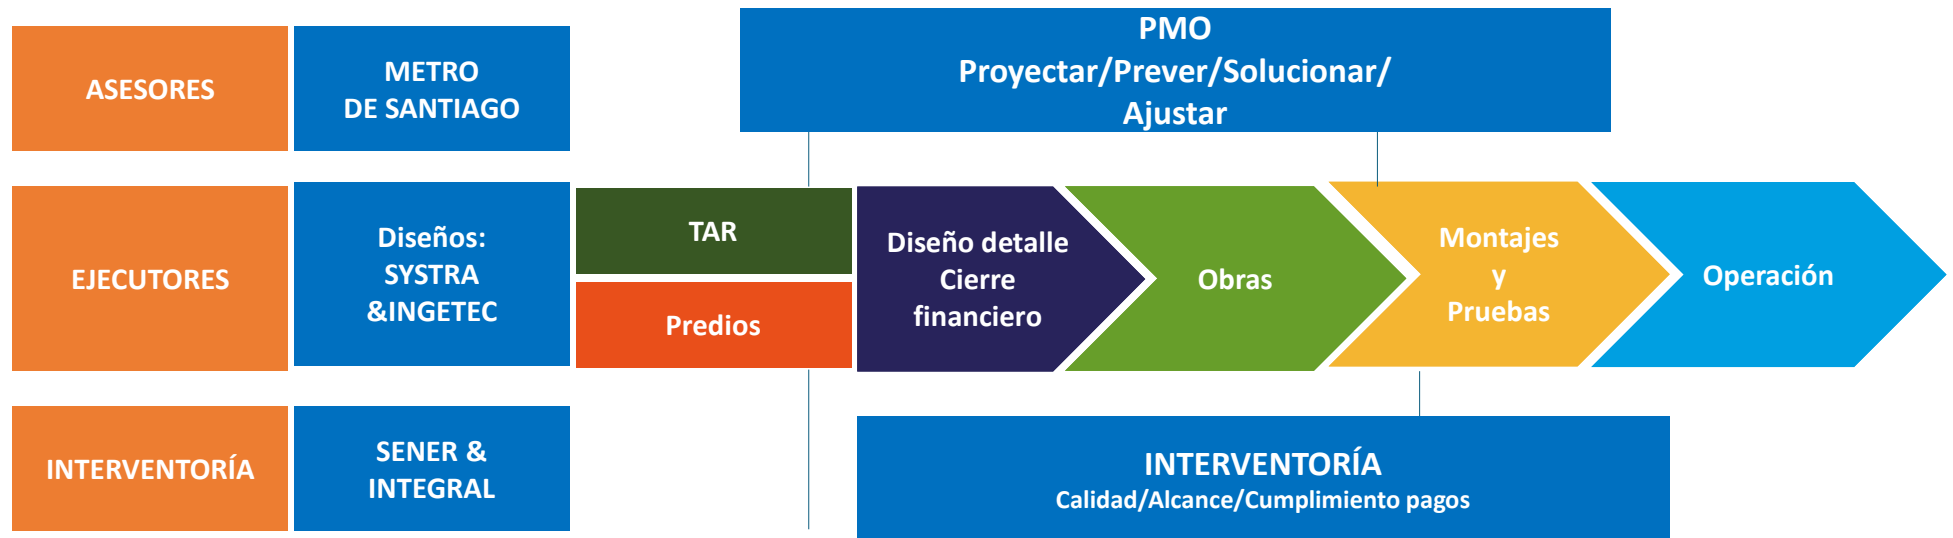 ASESORES
METRO
DE SANTIAGO
PMO
Proyectar/Prever/Solucionar/
Ajustar
EJECUTORES
Diseños:
SYSTRA
&INGETEC
TAR
Predios
Diseño detalle
Cierre
financiero
Obras
Montajes
y
Pruebas
Operación
INTERVENTORÍA
SENER &
INTEGRAL
INTERVENTORÍA
Calidad/Alcance/Cumplimiento pagos